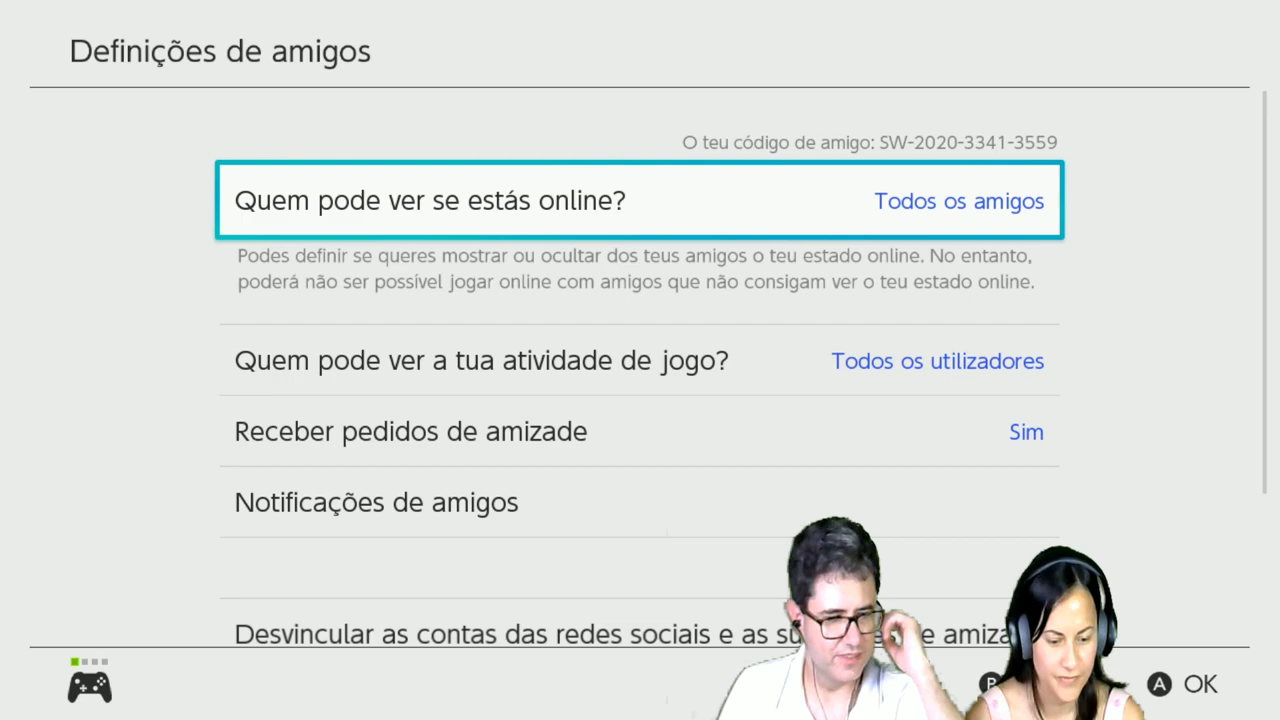 Definições de amigos
O teu código de amigo: SW-2020-3341-3559
Quem pode ver se estás online? Todos os amigos
Podes definir se queres mostrar ou ocultar dos teus amigos o teu estado online. No entanto,
poderá não ser possível jogar online com amigos que não consigam ver o teu estado online.
Quem pode ver a tua atividade de jogo? Todos os utilizadores
Receber pedidos de amizade Sim
Notificações de amigos
Desvincular as contas das redes sociais e as
A OK